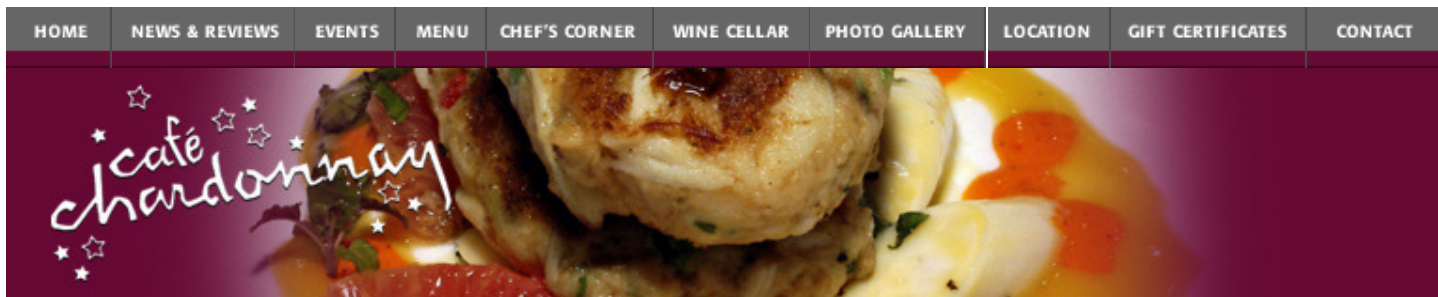 HOME NEWS & REVIEWS EVENTS MENU CHEF'S CORNER WINE CELLAR PHOTO GALLERY LOCATION GIFT CERTIFICATES CONTACT
café
chardonnay